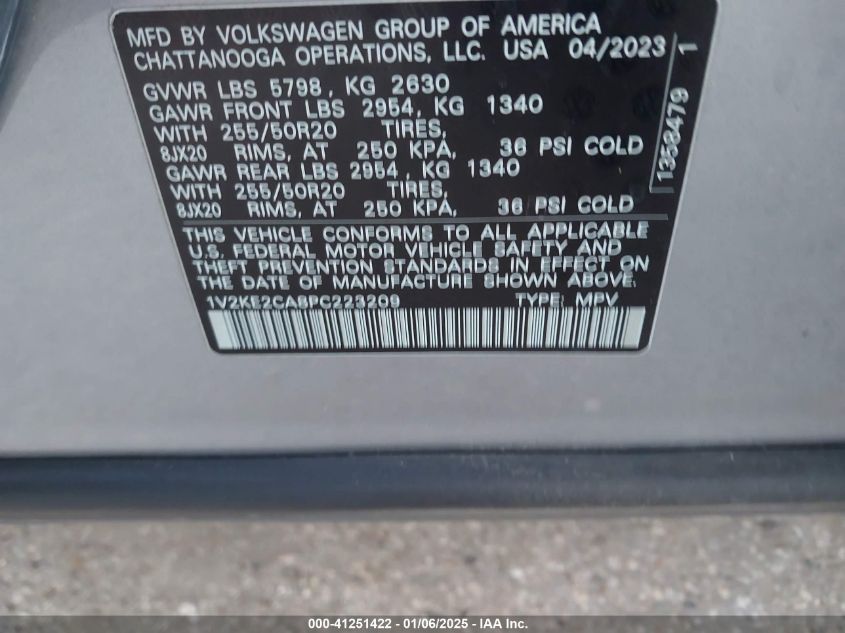 MFD BY VOLKSWAGEN GROUP OF AMERICA
CHATTANOOGA OPERATIONS, LLC. USA 04/2023
GVWR LBS 5798, KG 2630
GAWR FRONT LBS 2954, KG 1340
WITH 255/50R20 TIRES,
8JX20 RIMS, AT 250 KPA, 36 PSI COLD
GAWR REAR LBS 2954, KG 1340
WITH 255/50R20 TIRES,
8JX20 RIMS, AT 250 KPA, 36 PSI COLD
THIS VEHICLE CONFORMS TO ALL APPLICABLE
U.S. FEDERAL MOTOR VEHICLE SAFETY AND
THEFT PREVENTION STANDARDS IN EFFECT ON
THE DATE OF MANUFACTURE SHOWN ABOVE.
1V2KE2CA8PC223209 TYPE: MPV
1358479 1
000-41251422 - 01/06/2025 - IAA Inc.